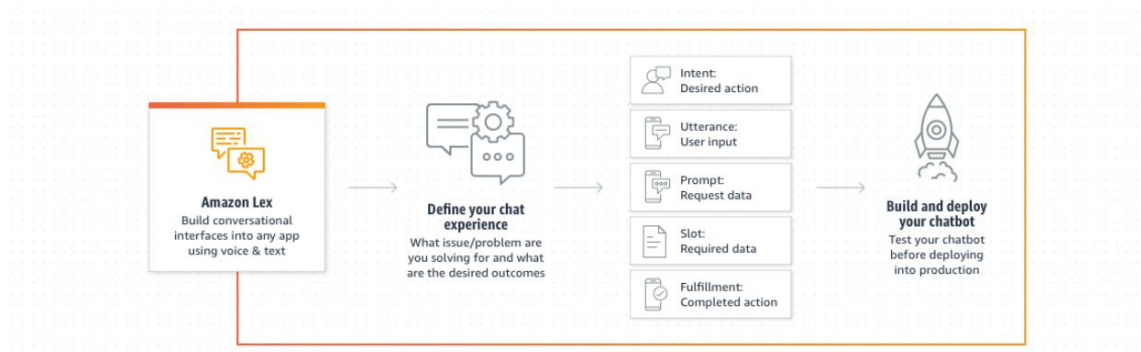 Amazon Lex
Build conversational
interfaces into any app
using voice & text
Define your chat
experience
What issue/problem are
you solving for and what
are the desired outcomes
Intent:
Desired action
Utterance:
User input
Prompt:
Request data
Slot:
Required data
Fulfillment:
Completed action
Build and deploy
your chatbot
Test your chatbot
before deploying
into production